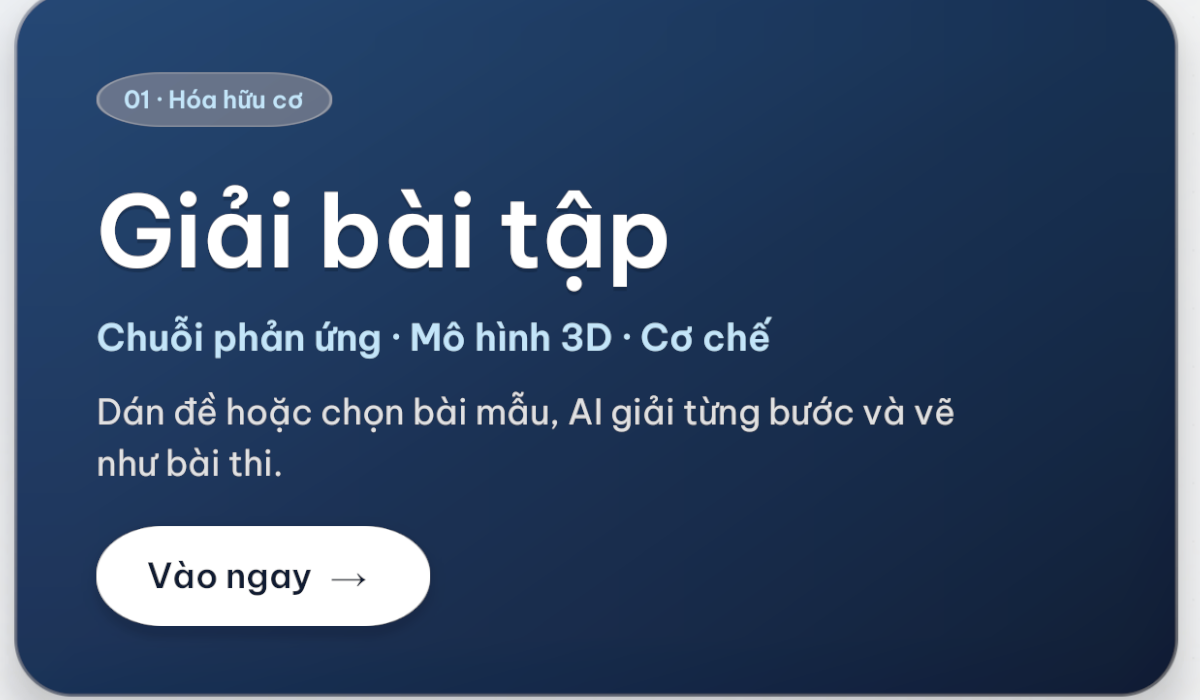 01 · Hóa hữu cơ
Giải bài tập
Chuỗi phản ứng · Mô hình 3D · Cơ chế
Dán đề hoặc chọn bài mẫu, AI giải từng bước và vẽ
như bài thi.
Vào ngay →